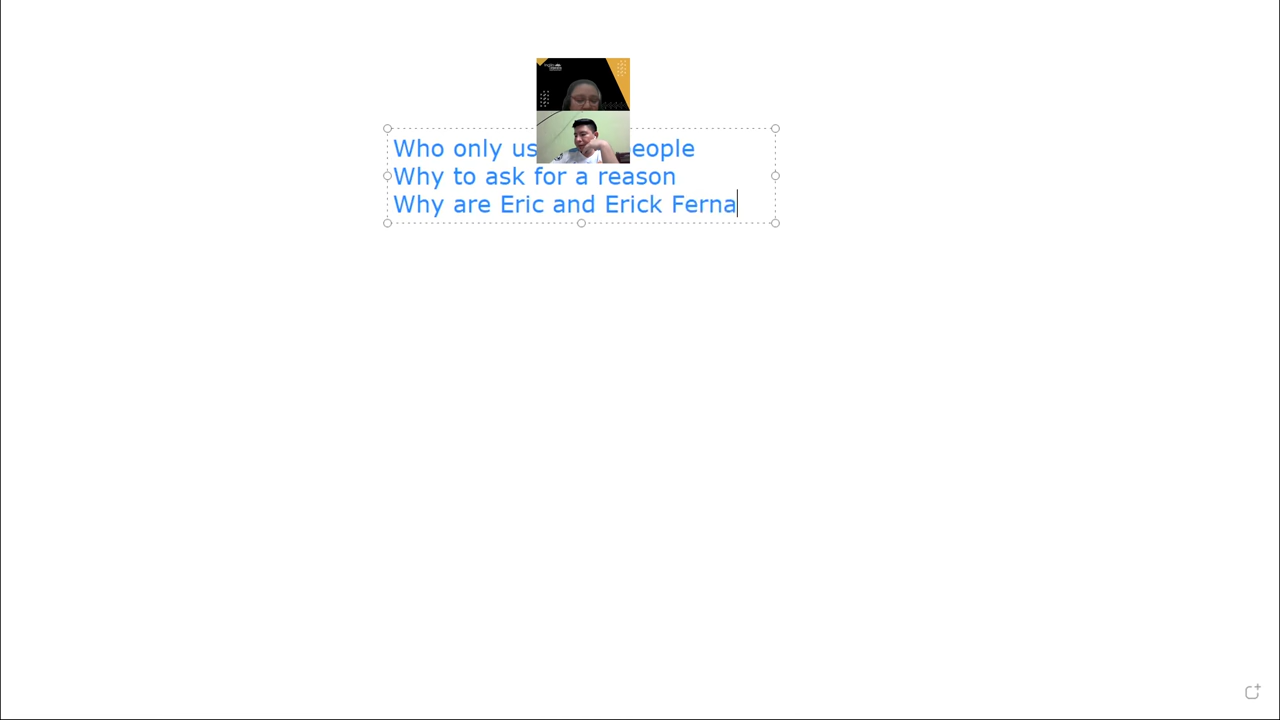 Who only us eople
Why to ask for a reason
Why are Eric and Erick Ferna